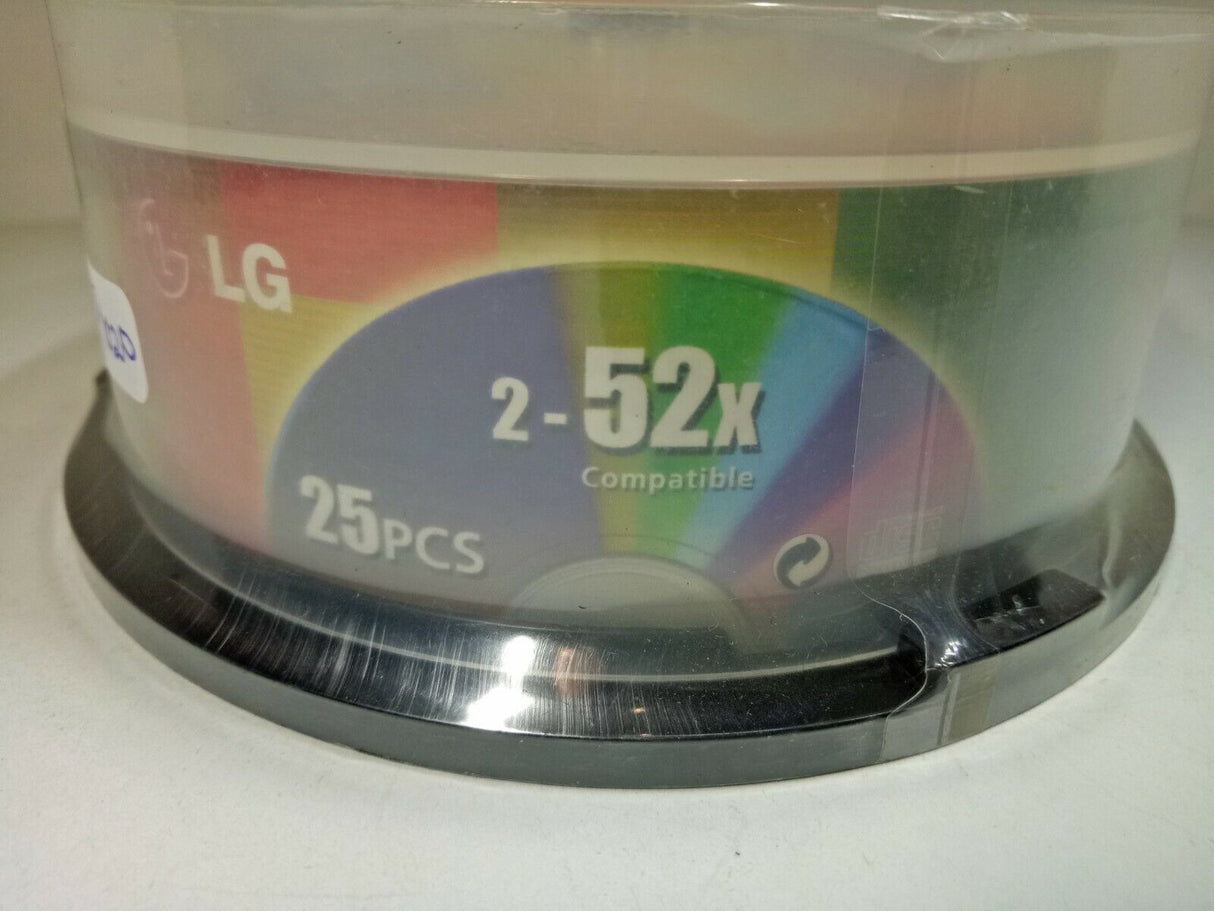 LG
2-52x
Compatible
25PCS